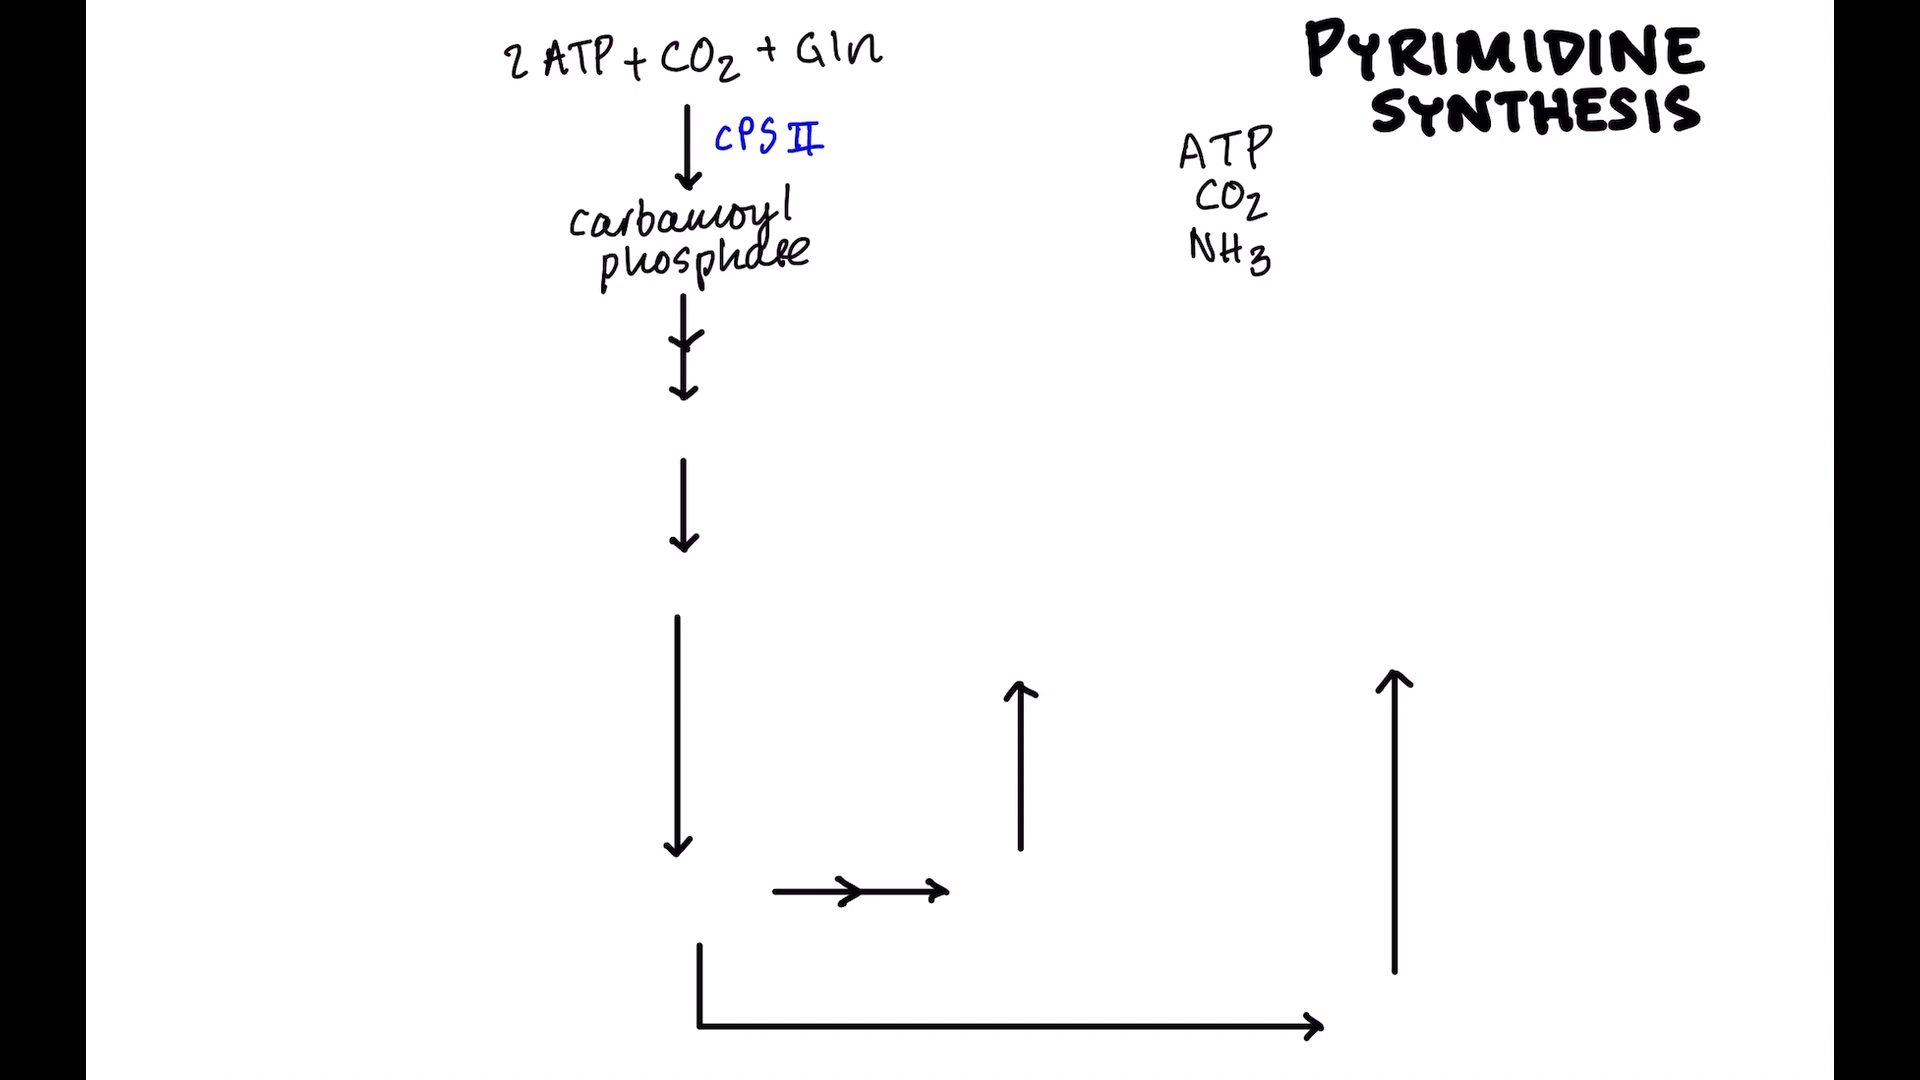 2 ATP + CO₂ + Gln
PYRIMIDINE
SYNTHESIS
CPS II
ATP
CO₂
NH₃
carbamoyl
phosphate